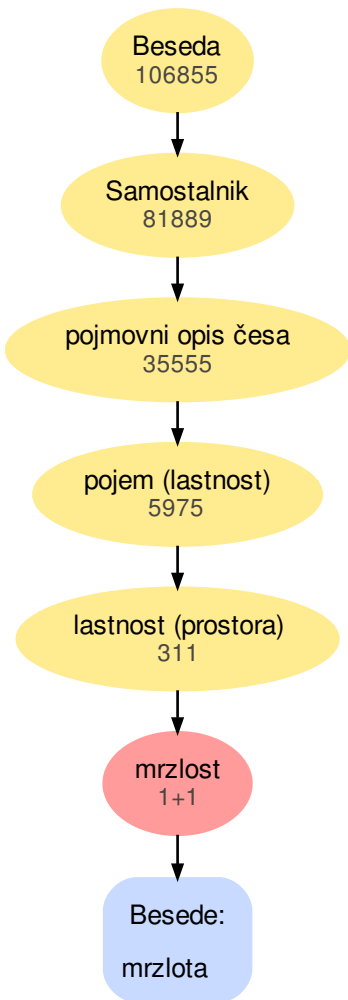 Beseda
106855
Samostalnik
81889
pojmovni opis česa
35555
pojem (lastnost)
5975
lastnost (prostora)
311
mrzlost
1+1
Besede:
mrzlota